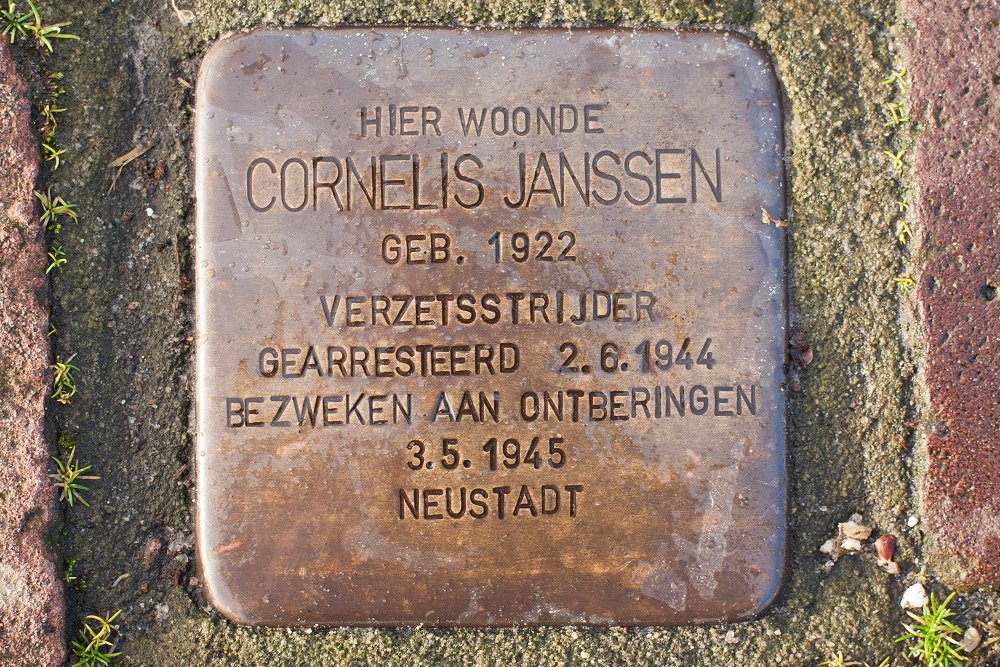 HIER WOONDE
CORNELIS JANSSEN
GEB. 1922
VERZETSSTRIJDER
GEARRESTEERD 2.6.1944
BEZWEKEN AAN ONTBERINGEN
3.5.1945
NEUSTADT